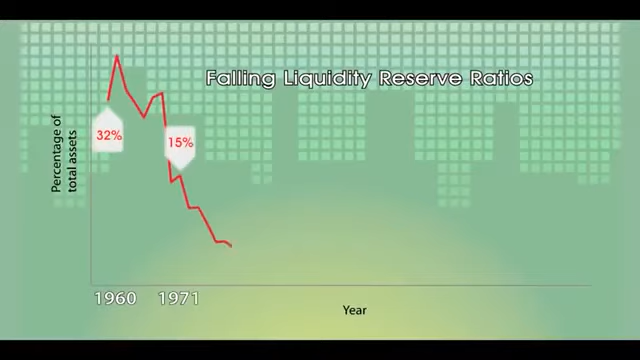 Falling Liquidity Reserve Ratios
Percentage of
total assets
32%
15%
1960
1971
Year